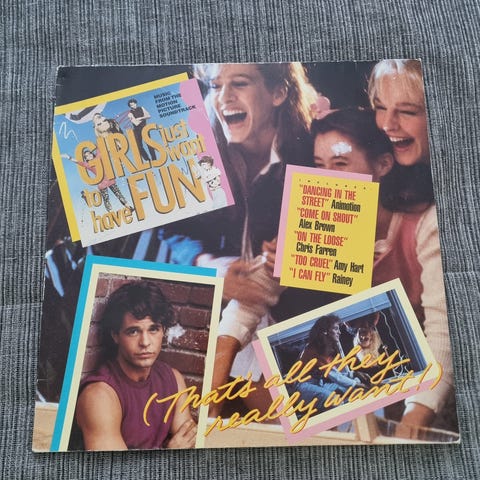 MUSIC
FROM THE
MOTION
PICTURE
SOUNDTRACK
GIRLS just
want
to have FUN
INCLUDES
"DANCING IN THE
STREET" Animotion
"COME ON SHOUT"
Alex Brown
"ON THE LOOSE"
Chris Farren
"TOO CRUEL" Amy Hart
"I CAN FLY" Rainey
(That's all they
really want!)